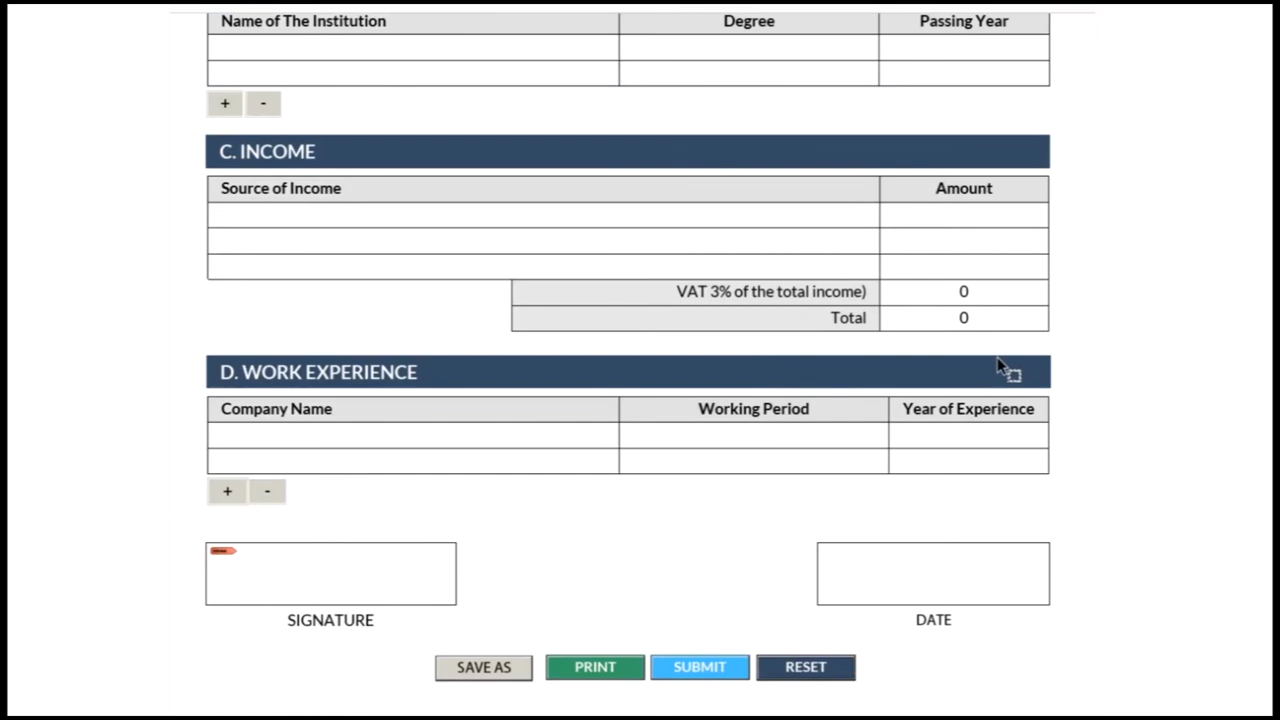 Name of The Institution Degree Passing Year
+ -
C. INCOME
Source of Income Amount
VAT 3% of the total income) 0
Total 0
D. WORK EXPERIENCE
Company Name Working Period Year of Experience
+ -
SIGNATURE DATE
SAVE AS PRINT SUBMIT RESET